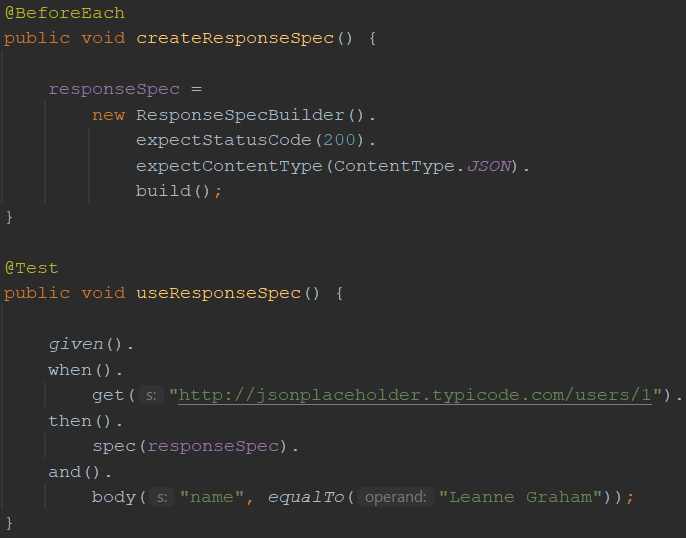 @BeforeEach
public void createResponseSpec() {
responseSpec =
new ResponseSpecBuilder().
expectStatusCode(200).
expectContentType(ContentType.JSON).
build();
}
@Test
public void useResponseSpec() {
given().
when().
get( s: "http://jsonplaceholder.typicode.com/users/1").
then().
spec(responseSpec).
and().
body( s: "name", equalTo( operand: "Leanne Graham"));
}